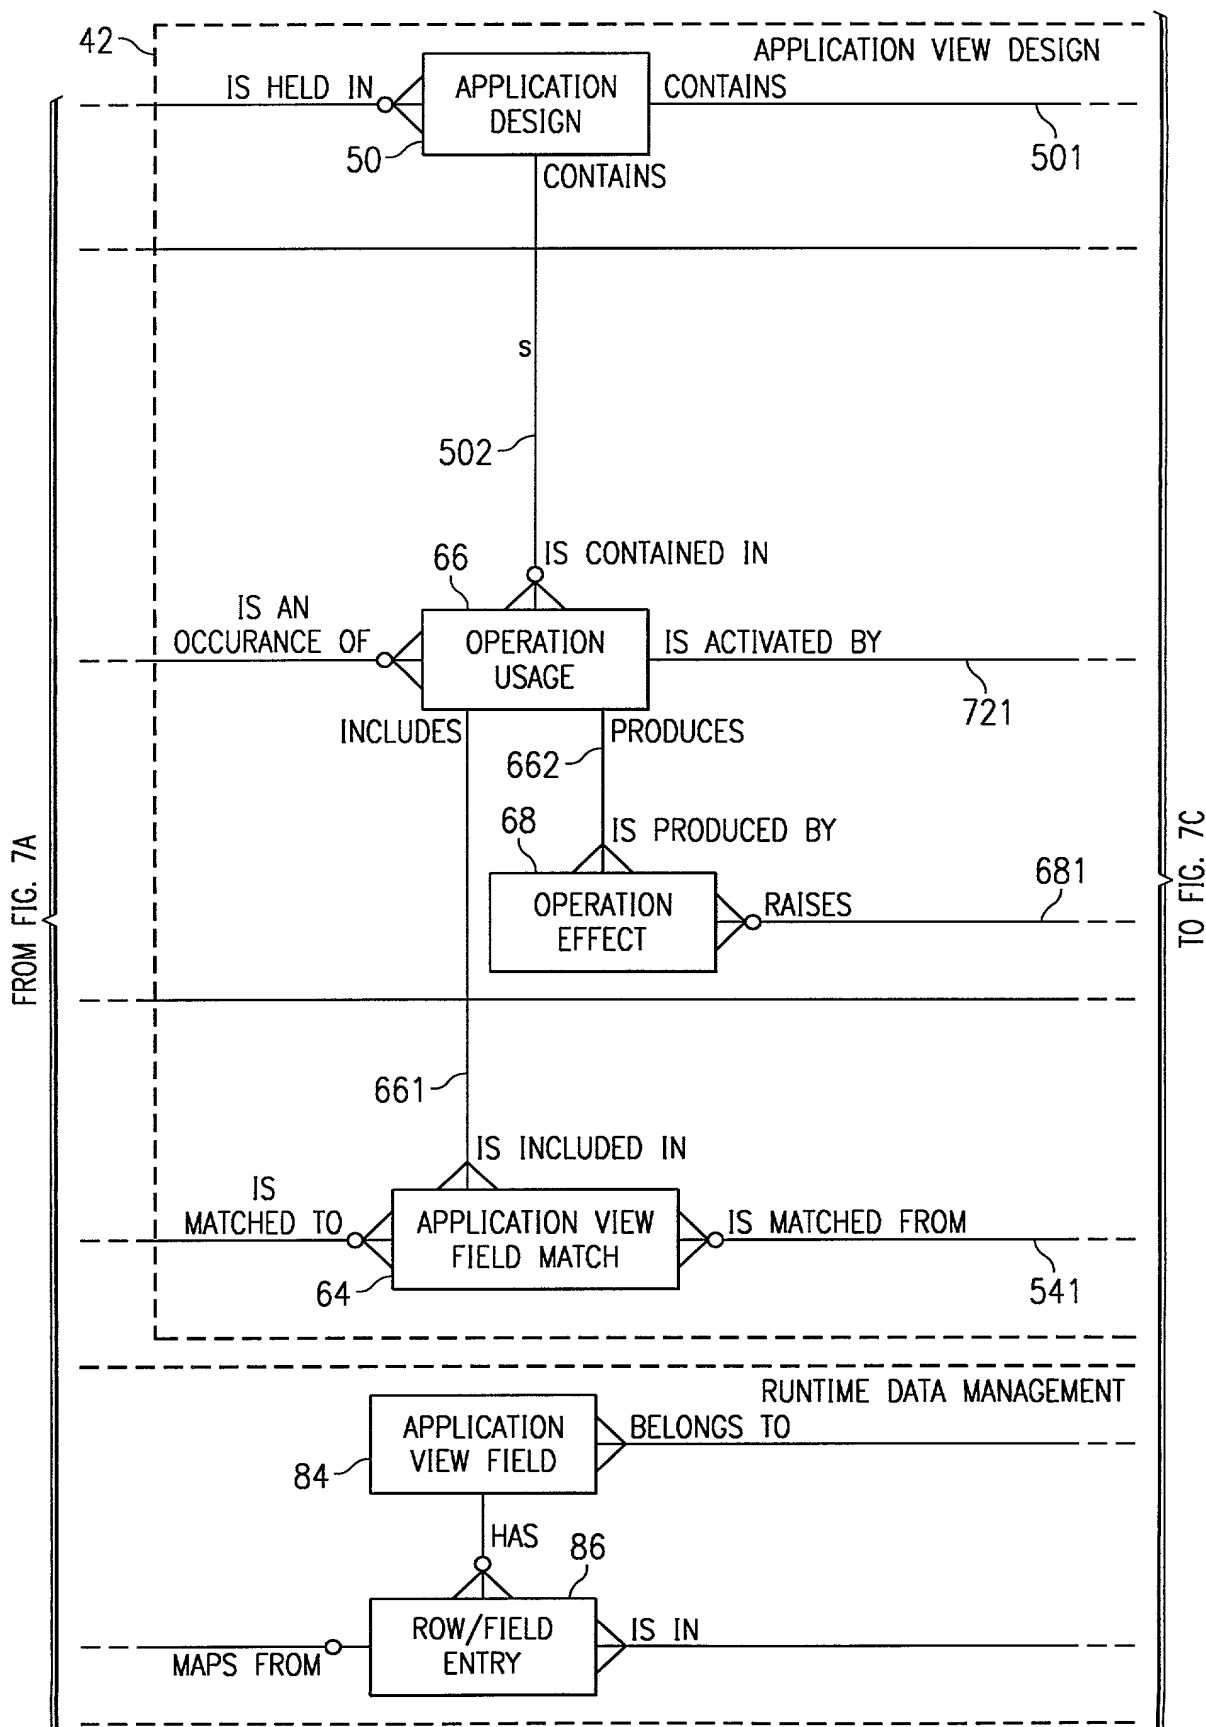 42
APPLICATION VIEW DESIGN
IS HELD IN
APPLICATION
DESIGN
CONTAINS
50
501
CONTAINS
S
502
66
IS CONTAINED IN
IS AN
OCCURANCE OF
OPERATION
USAGE
IS ACTIVATED BY
721
INCLUDES
PRODUCES
662
68
IS PRODUCED BY
OPERATION
EFFECT
RAISES
681
FROM FIG. 7A
TO FIG. 7C
661
IS INCLUDED IN
IS
MATCHED TO
APPLICATION VIEW
FIELD MATCH
IS MATCHED FROM
64
541
RUNTIME DATA MANAGEMENT
APPLICATION
VIEW FIELD
BELONGS TO
84
HAS
86
ROW/FIELD
ENTRY
IS IN
MAPS FROM